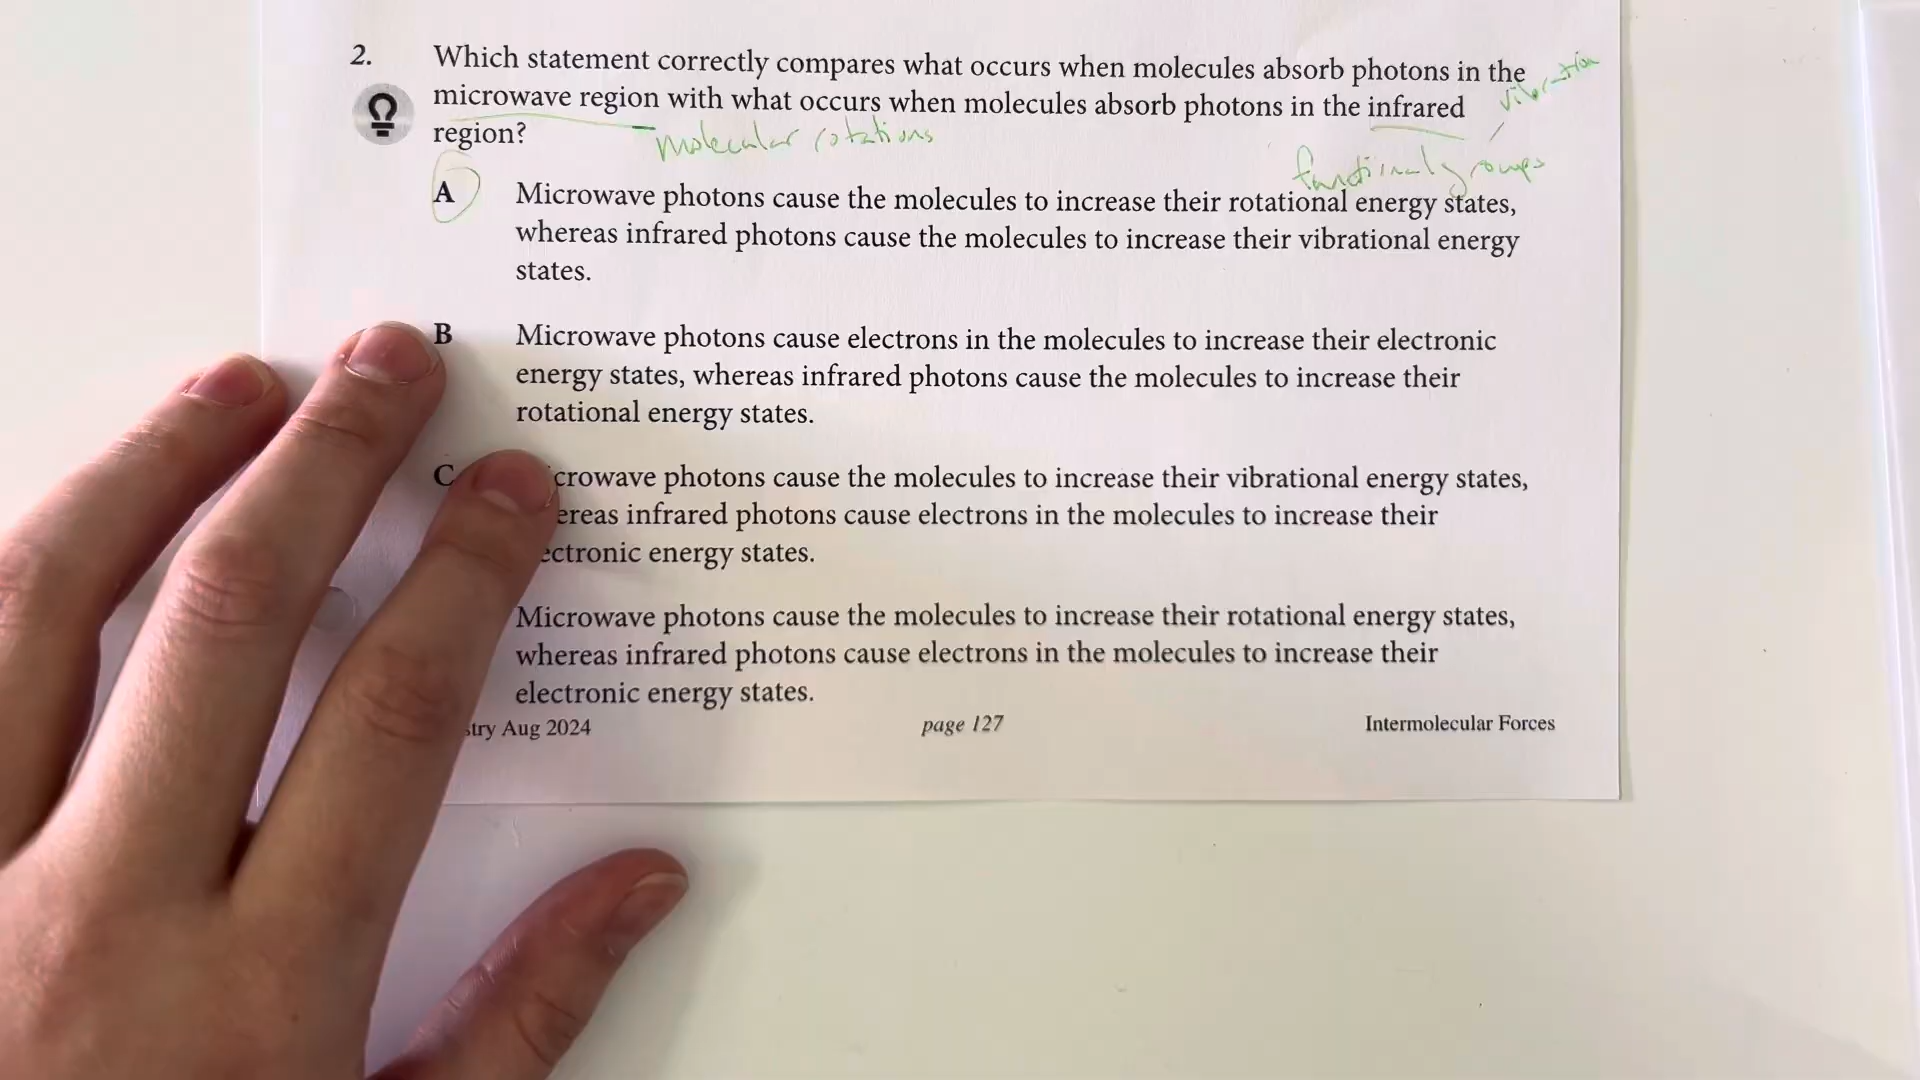 2. Which statement correctly compares what occurs when molecules absorb photons in the
vibration
microwave region with what occurs when molecules absorb photons in the infrared
region?
molecular rotations
functional groups
A Microwave photons cause the molecules to increase their rotational energy states,
whereas infrared photons cause the molecules to increase their vibrational energy
states.
B Microwave photons cause electrons in the molecules to increase their electronic
energy states, whereas infrared photons cause the molecules to increase their
rotational energy states.
C crowave photons cause the molecules to increase their vibrational energy states,
ereas infrared photons cause electrons in the molecules to increase their
ectronic energy states.
Microwave photons cause the molecules to increase their rotational energy states,
whereas infrared photons cause electrons in the molecules to increase their
electronic energy states.
stry Aug 2024 page 127 Intermolecular Forces